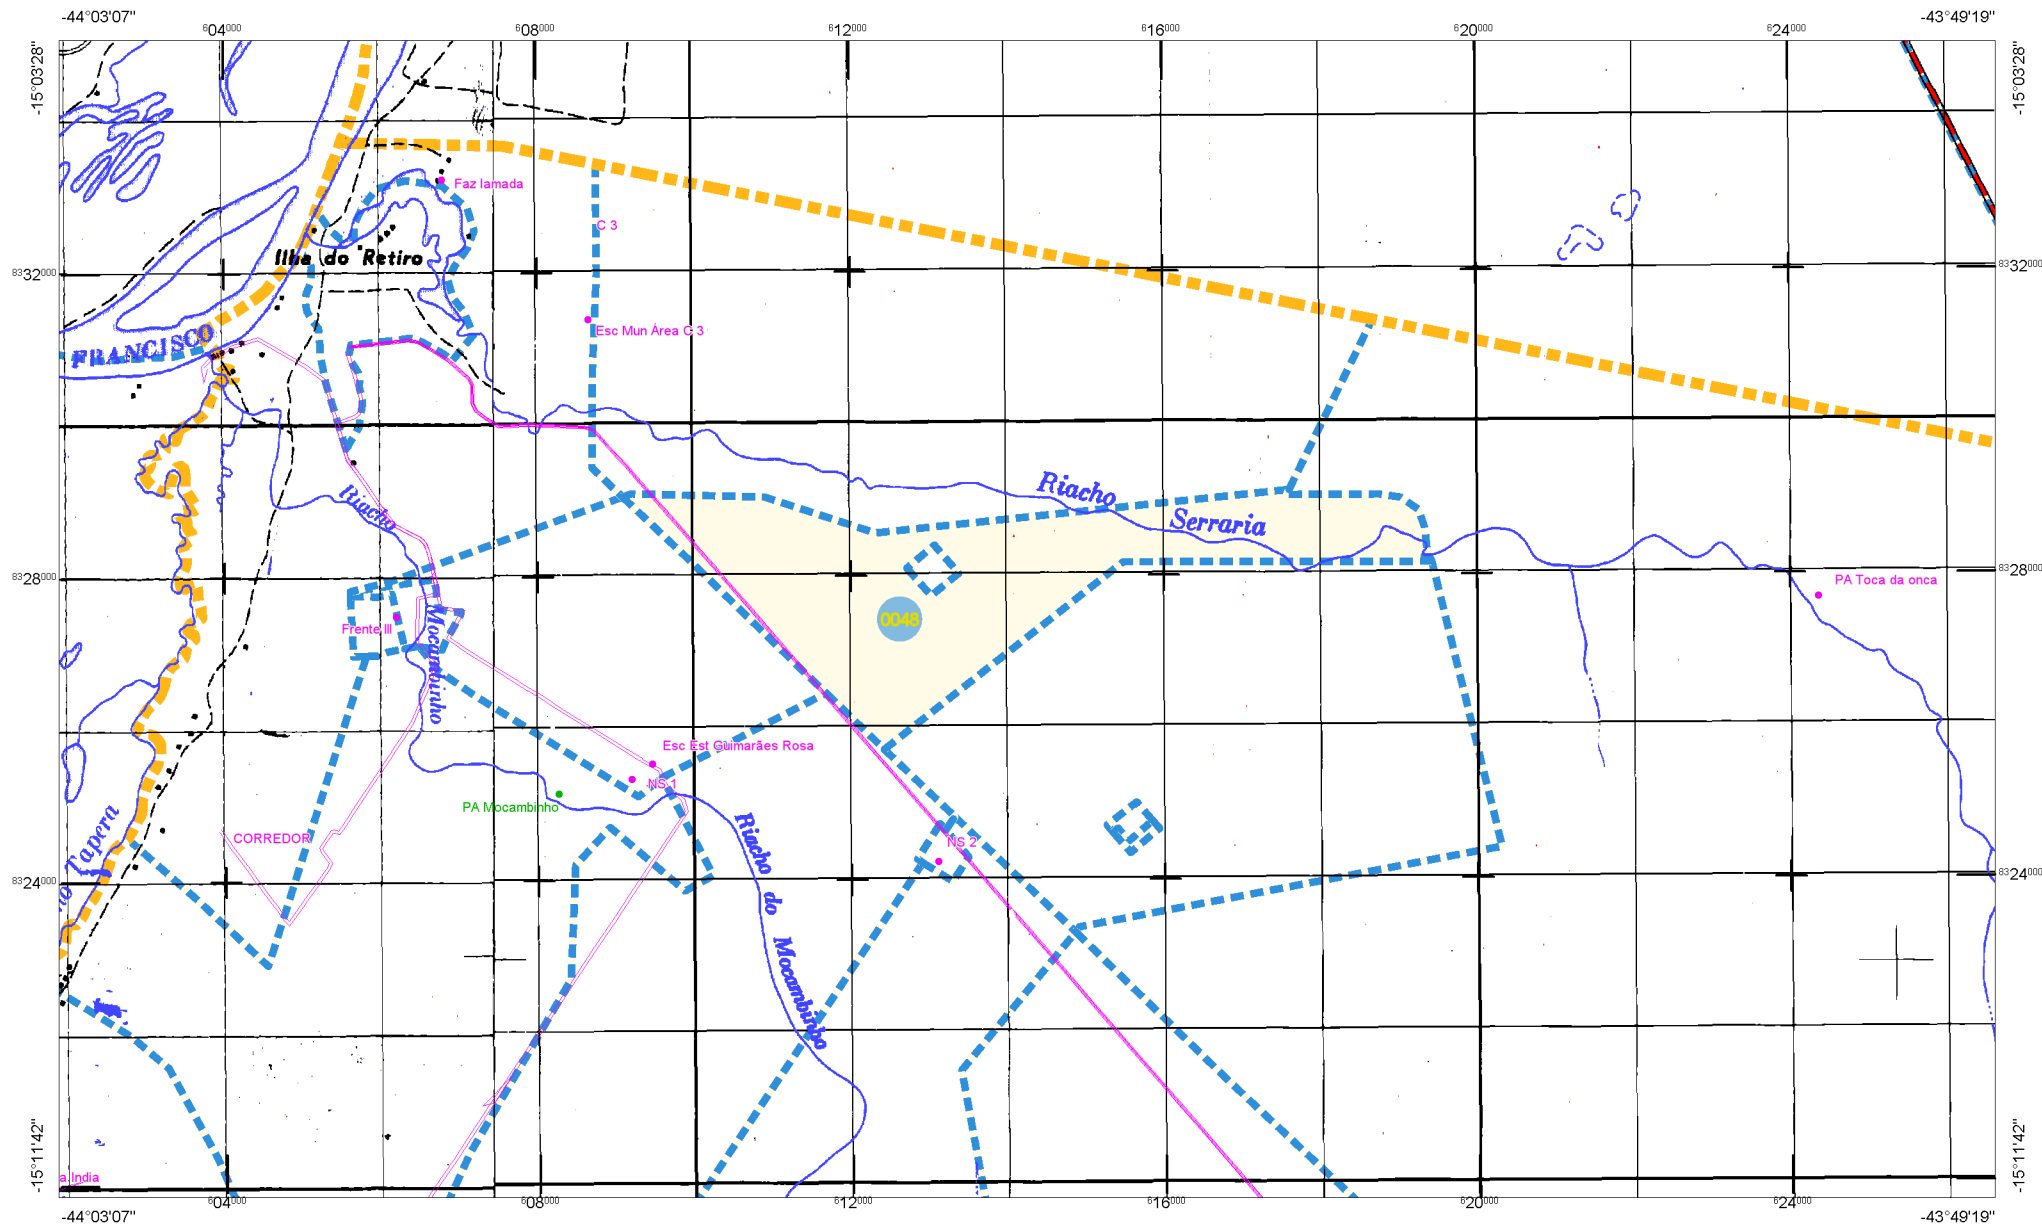 -44°03'07" -43°49'19"
604000 608000 612000 616000 620000 624000
-15°03'28" -15°03'28"
Faz Iamada
C 3
Ilha do Retiro
8332000 8332000
Esc Mun Área C 3
FRANCISCO
Riacho
Serraria
Riacho
Mocambinho
8328000 8328000
PA Toca da onca
0048
Frente III
Esc Est Guimarães Rosa
NS 1
PA Mocambinho
CORREDOR
Tapera
Riacho do Mocambinho
NS 2
8324000 8324000
a India
-15°11'42" -15°11'42"
604000 608000 612000 616000 620000 624000
-44°03'07" -43°49'19"